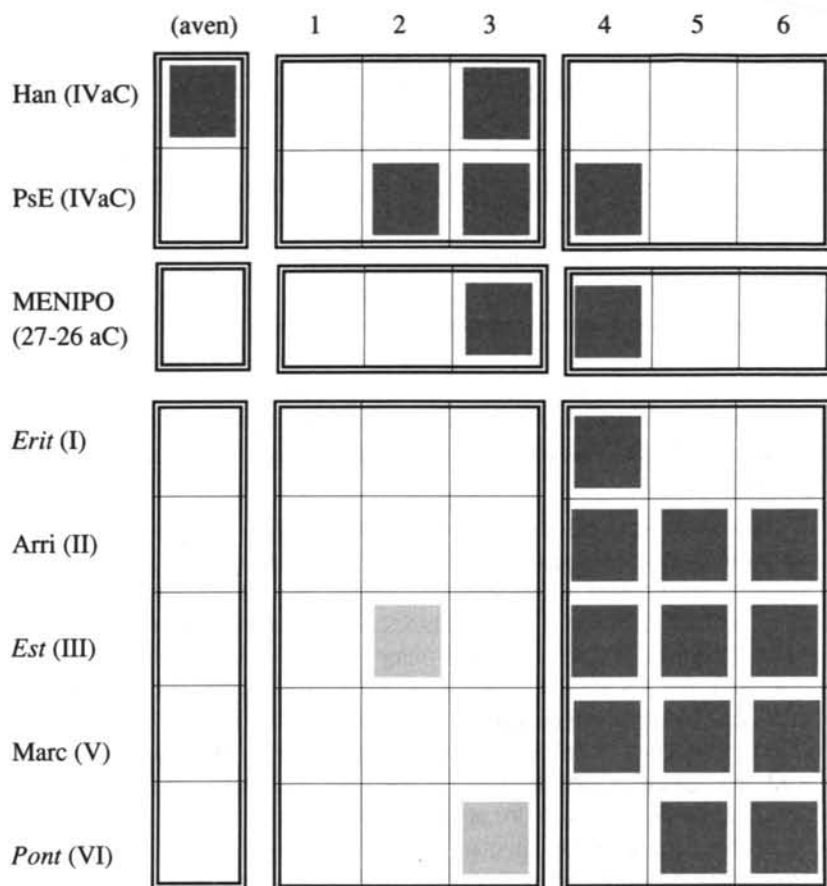 (aven) 1 2 3 4 5 6
Han (IVaC)
PsE (IVaC)
MENIPO
(27-26 aC)
Erit (I)
Arri (II)
Est (III)
Marc (V)
Pont (VI)